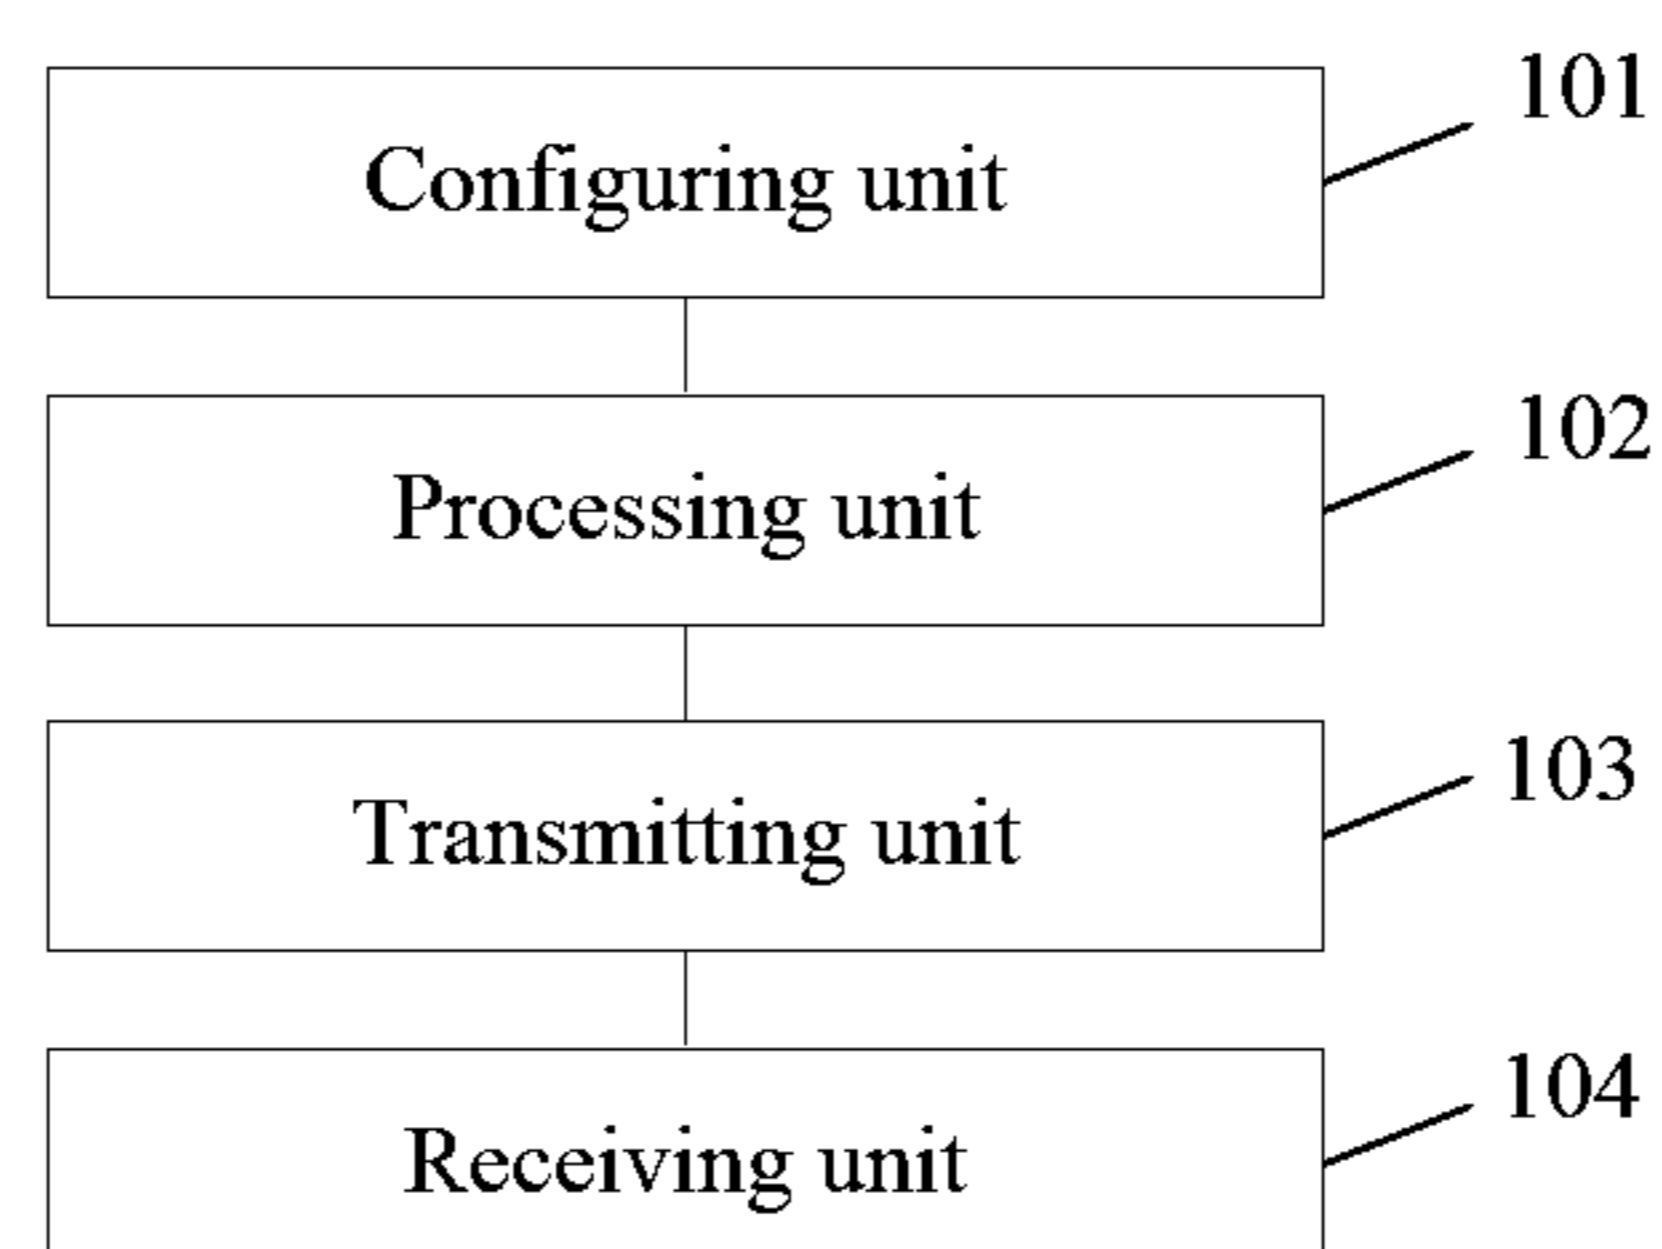 101
Configuring unit
102
Processing unit
103
Transmitting unit
104
Receiving unit